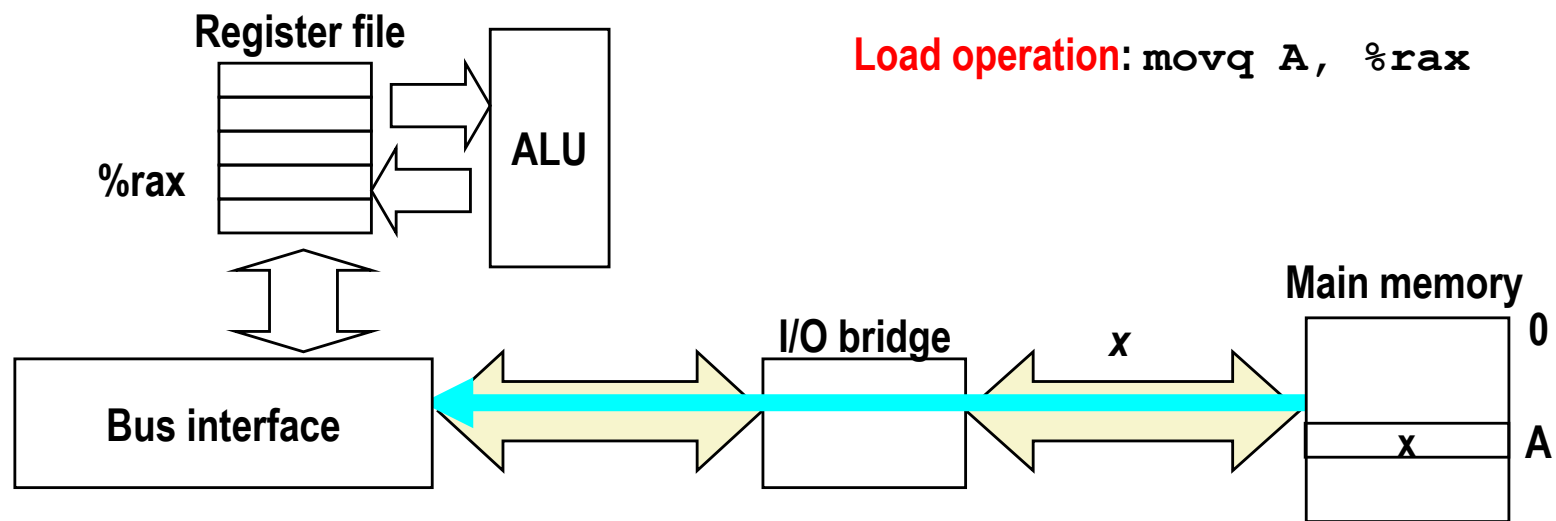 Register file
Load operation: movq A, %rax
ALU
%rax
Main memory
I/O bridge
x
0
Bus interface
x
A